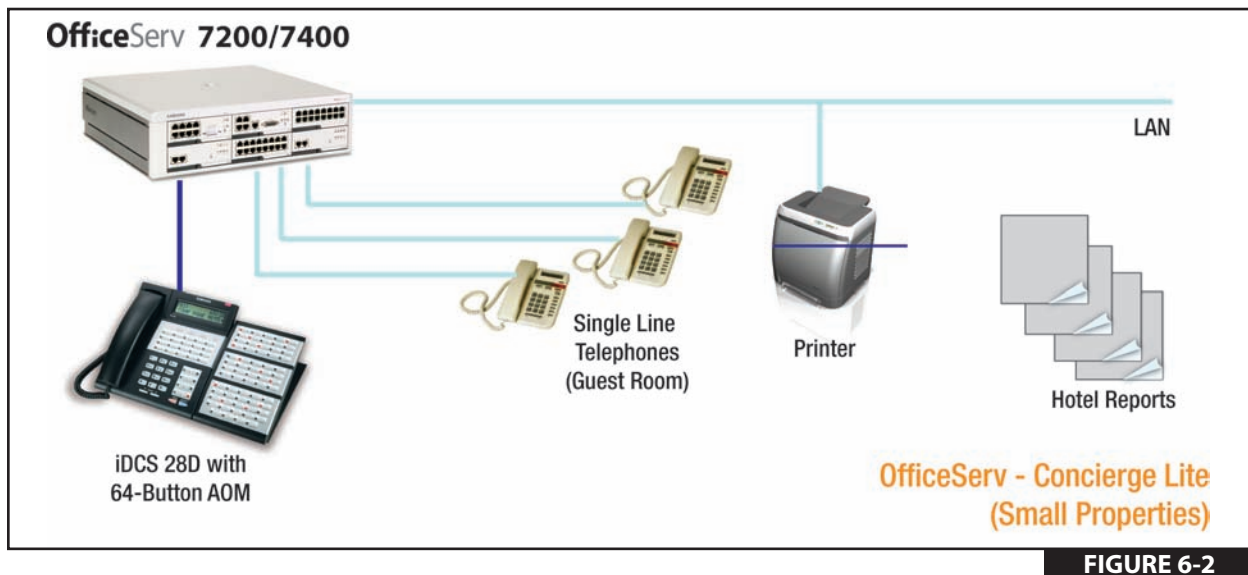 OfficeServ 7200/7400
LAN
Single Line
Telephones
(Guest Room)
Printer
Hotel Reports
iDCS 28D with
64-Button AOM
OfficeServ - Concierge Lite
(Small Properties)
FIGURE 6-2